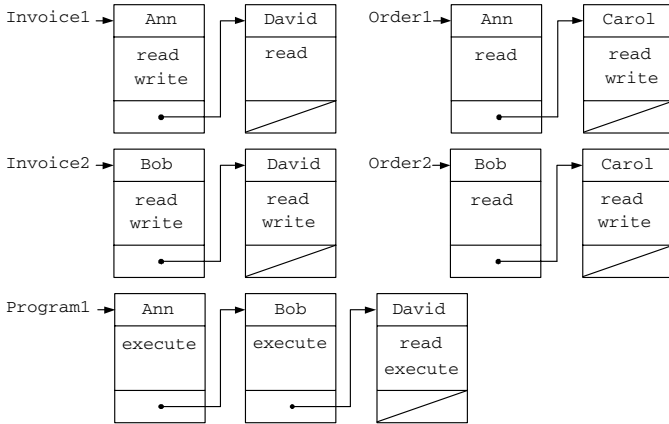 Invoice1 Ann David Order1 Ann Carol
read read read read
write write
Invoice2 Bob David Order2 Bob Carol
read read read read
write write write
Program1 Ann Bob David
execute execute read
execute